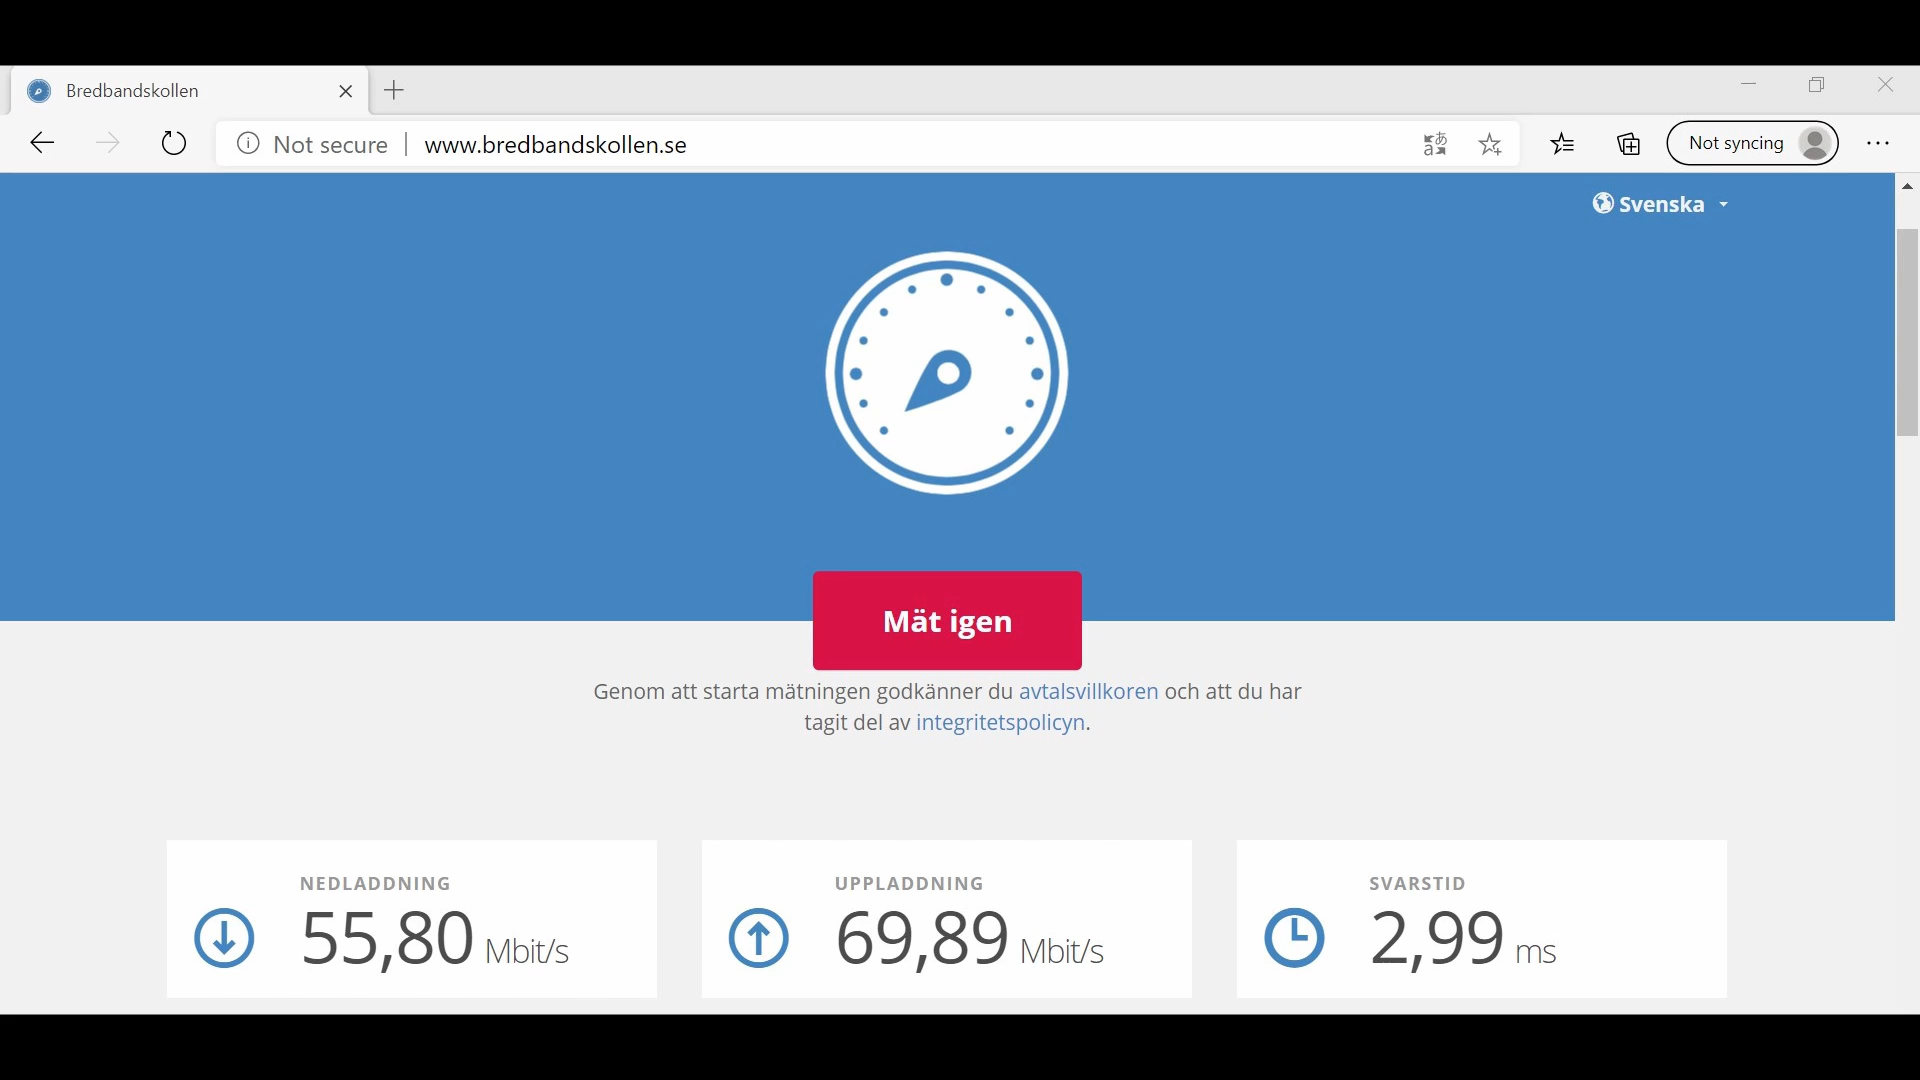 Bredbandskollen
Not secure | www.bredbandskollen.se
Not syncing
Svenska
Mät igen
Genom att starta mätningen godkänner du avtalsvillkoren och att du har
tagit del av integritetspolicyn.
NEDLADDNING
55,80 Mbit/s
UPPLADDNING
69,89 Mbit/s
SVARSTID
2,99 ms